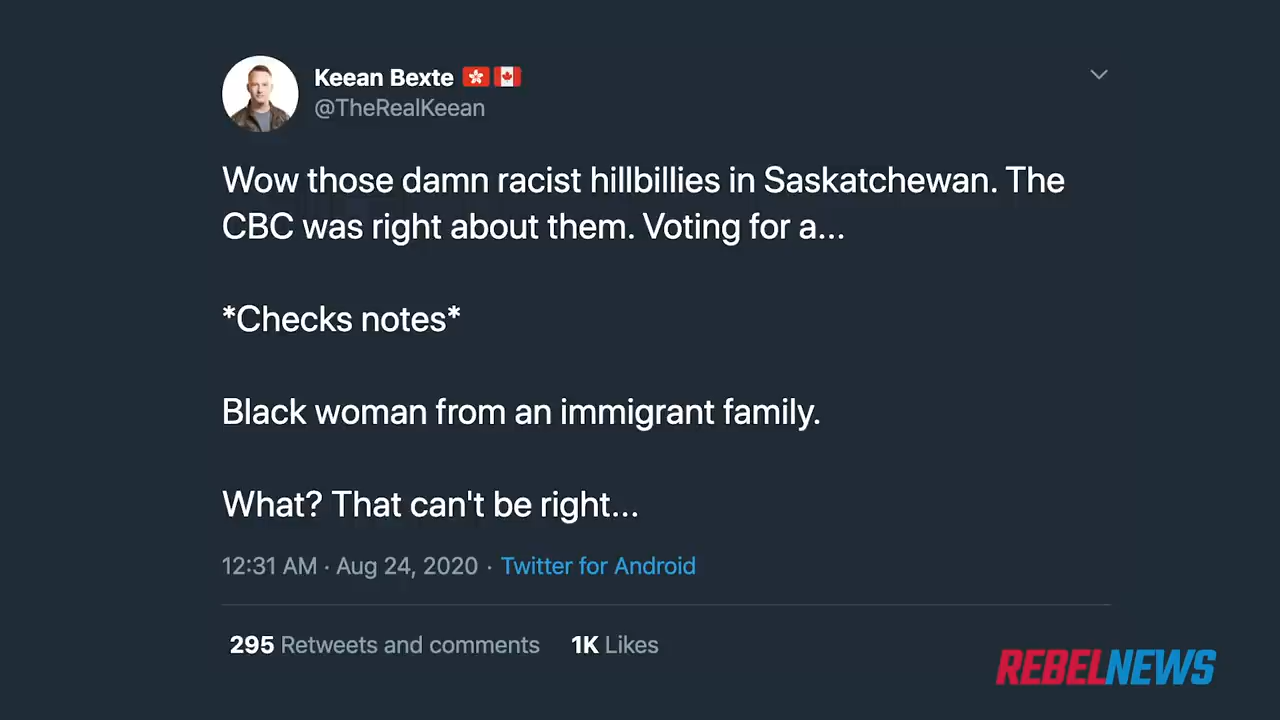 Keean Bexte 🇭🇰🇨🇦
@TheRealKeean
Wow those damn racist hillbillies in Saskatchewan. The
CBC was right about them. Voting for a...
*Checks notes*
Black woman from an immigrant family.
What? That can't be right...
12:31 AM · Aug 24, 2020 · Twitter for Android
295 Retweets and comments 1K Likes
REBELNEWS